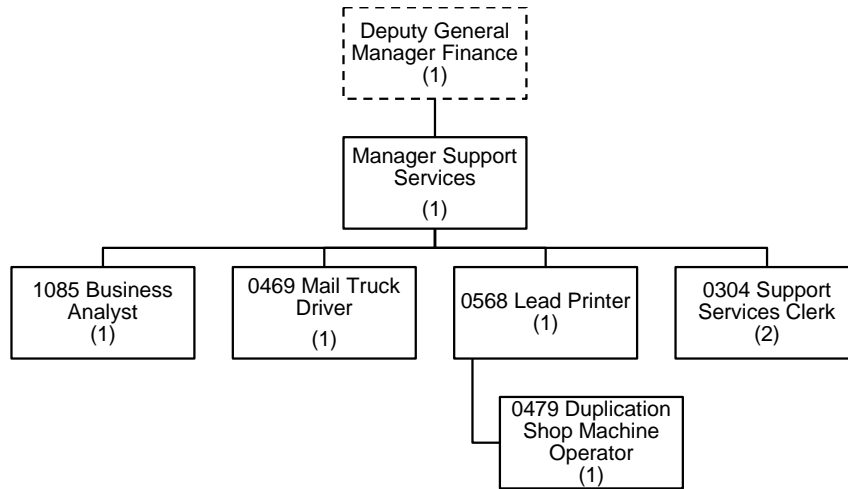 Deputy General
Manager Finance
(1)
Manager Support
Services
(1)
1085 Business
Analyst
(1)
0469 Mail Truck
Driver
(1)
0568 Lead Printer
(1)
0304 Support
Services Clerk
(2)
0479 Duplication
Shop Machine
Operator
(1)